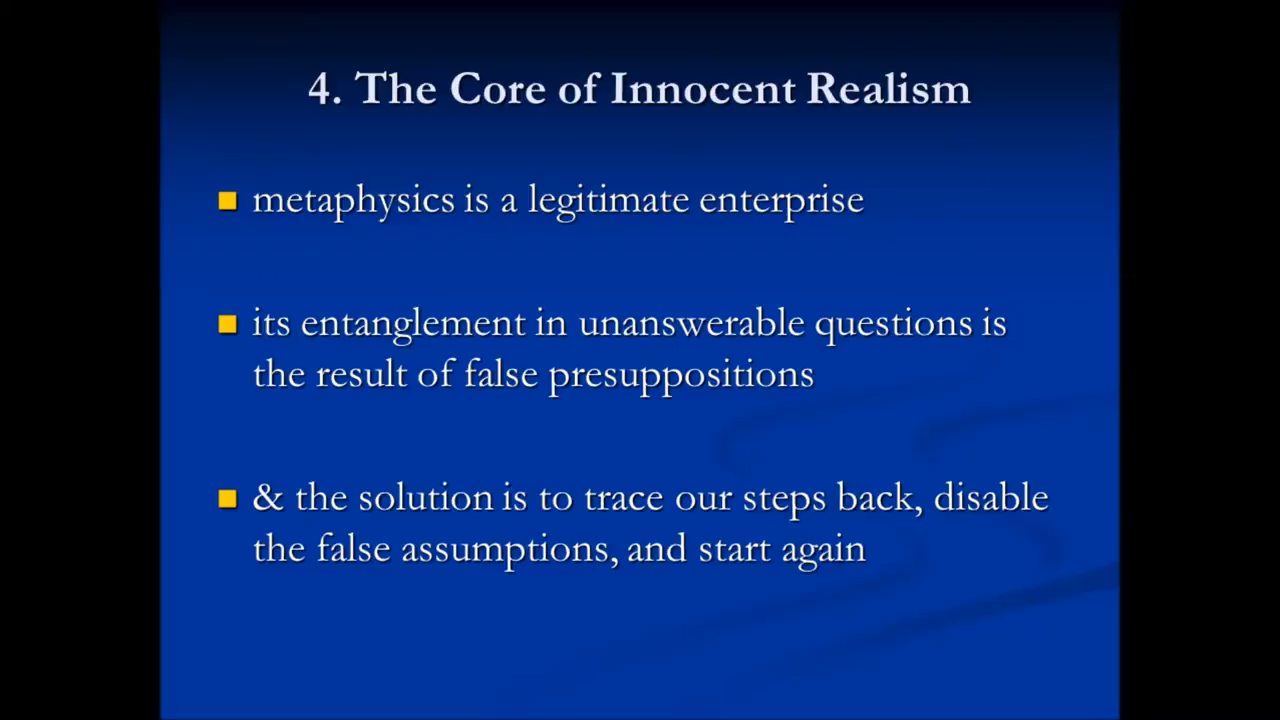 4. The Core of Innocent Realism
metaphysics is a legitimate enterprise
its entanglement in unanswerable questions is
the result of false presuppositions
& the solution is to trace our steps back, disable
the false assumptions, and start again